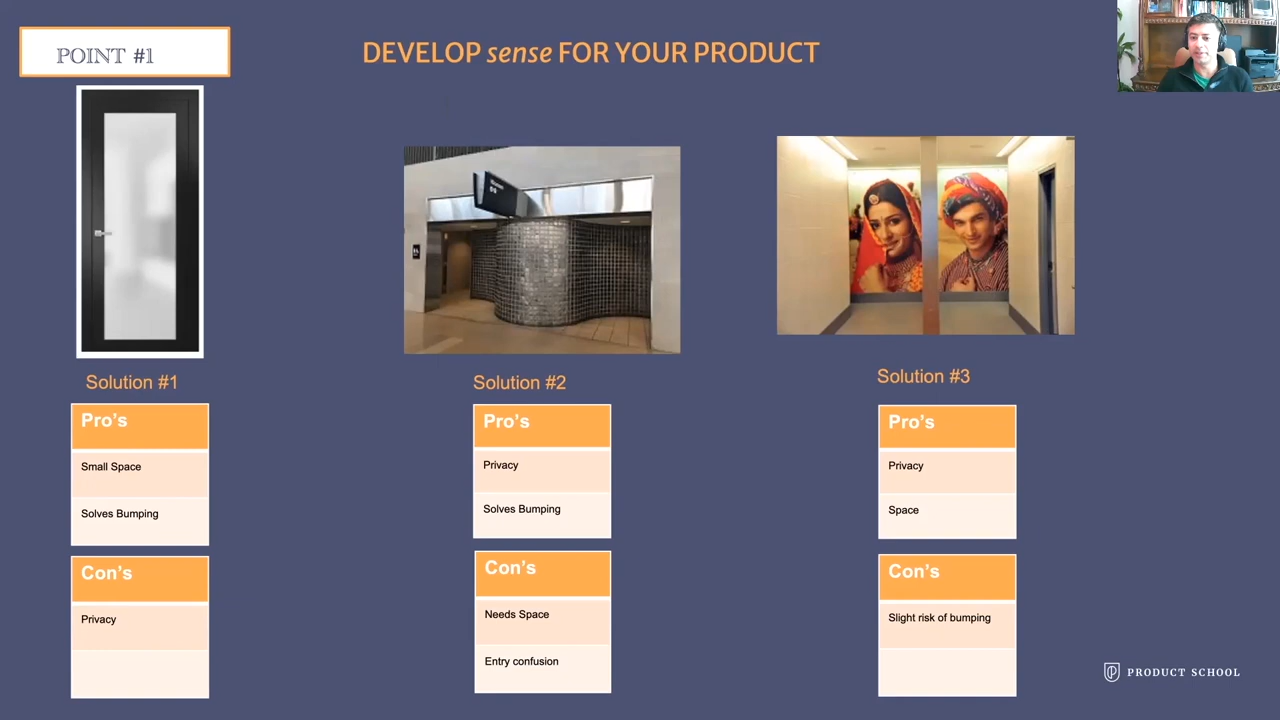 POINT #1
DEVELOP sense FOR YOUR PRODUCT
Solution #1
Pro's
Small Space
Solves Bumping
Con's
Privacy
Solution #2
Pro's
Privacy
Solves Bumping
Con's
Needs Space
Entry confusion
Solution #3
Pro's
Privacy
Space
Con's
Slight risk of bumping
PRODUCT SCHOOL